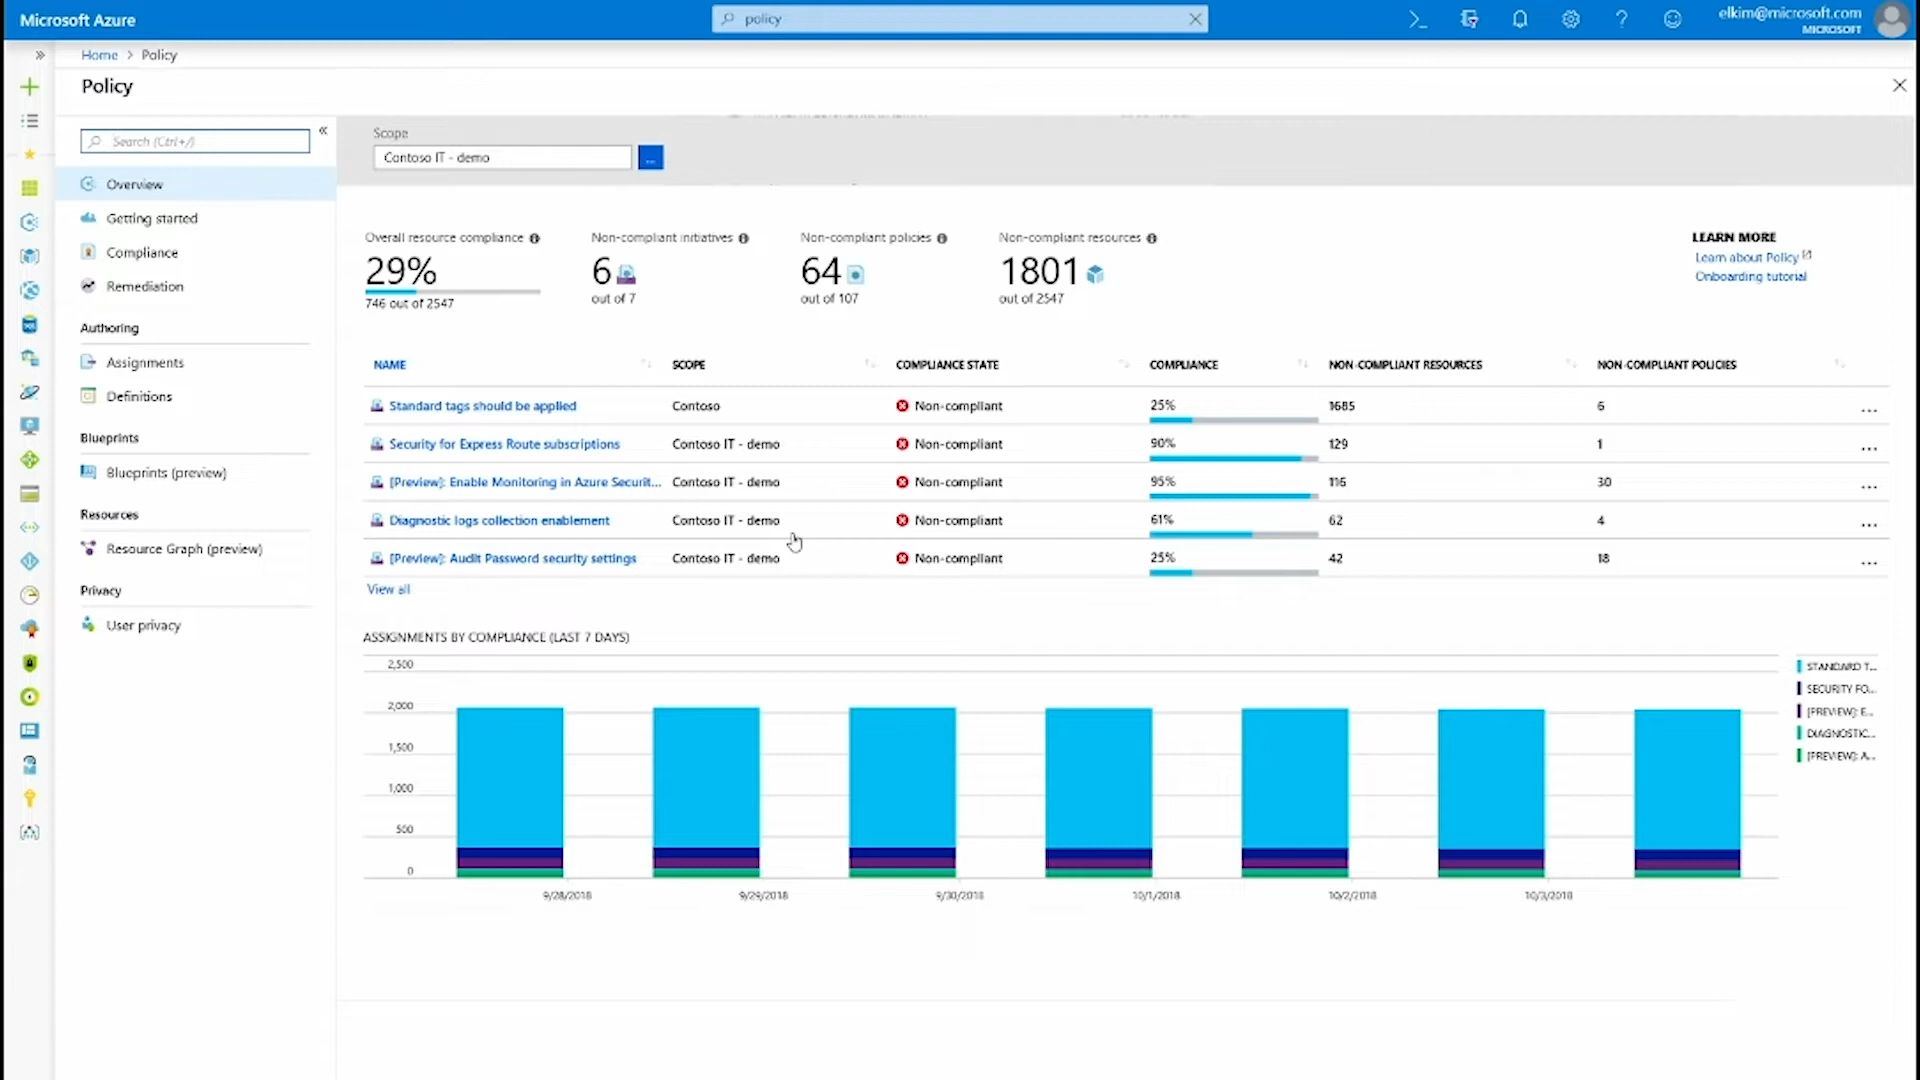 Microsoft Azure
policy
elkim@microsoft.com
MICROSOFT
Home > Policy
Policy
Search (Ctrl+/)
Overview
Getting started
Compliance
Remediation
Authoring
Assignments
Definitions
Blueprints
Blueprints (preview)
Resources
Resource Graph (preview)
Privacy
User privacy
Scope
Contoso IT - demo
...
Overall resource compliance
29%
746 out of 2547
Non-compliant initiatives
6
out of 7
Non-compliant policies
64
out of 107
Non-compliant resources
1801
out of 2547
LEARN MORE
Learn about Policy
Onboarding tutorial
NAME SCOPE COMPLIANCE STATE COMPLIANCE NON-COMPLIANT RESOURCES NON-COMPLIANT POLICIES
Standard tags should be applied Contoso Non-compliant 25% 1685 6 ...
Security for Express Route subscriptions Contoso IT - demo Non-compliant 90% 129 1 ...
[Preview]: Enable Monitoring in Azure Securit... Contoso IT - demo Non-compliant 95% 116 30 ...
Diagnostic logs collection enablement Contoso IT - demo Non-compliant 61% 62 4 ...
[Preview]: Audit Password security settings Contoso IT - demo Non-compliant 25% 42 18 ...
View all
ASSIGNMENTS BY COMPLIANCE (LAST 7 DAYS)
2,500
2,000
1,500
1,000
500
0
9/28/2018 9/29/2018 9/30/2018 10/1/2018 10/2/2018 10/3/2018
STANDARD T...
SECURITY FO...
[PREVIEW]: E...
DIAGNOSTIC...
[PREVIEW]: A...